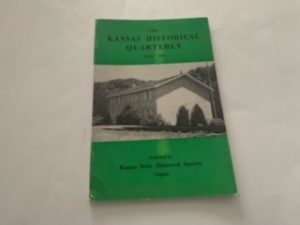 THE
KANSAS HISTORICAL
QUARTERLY
Published by
Kansas State Historical Society
Topeka